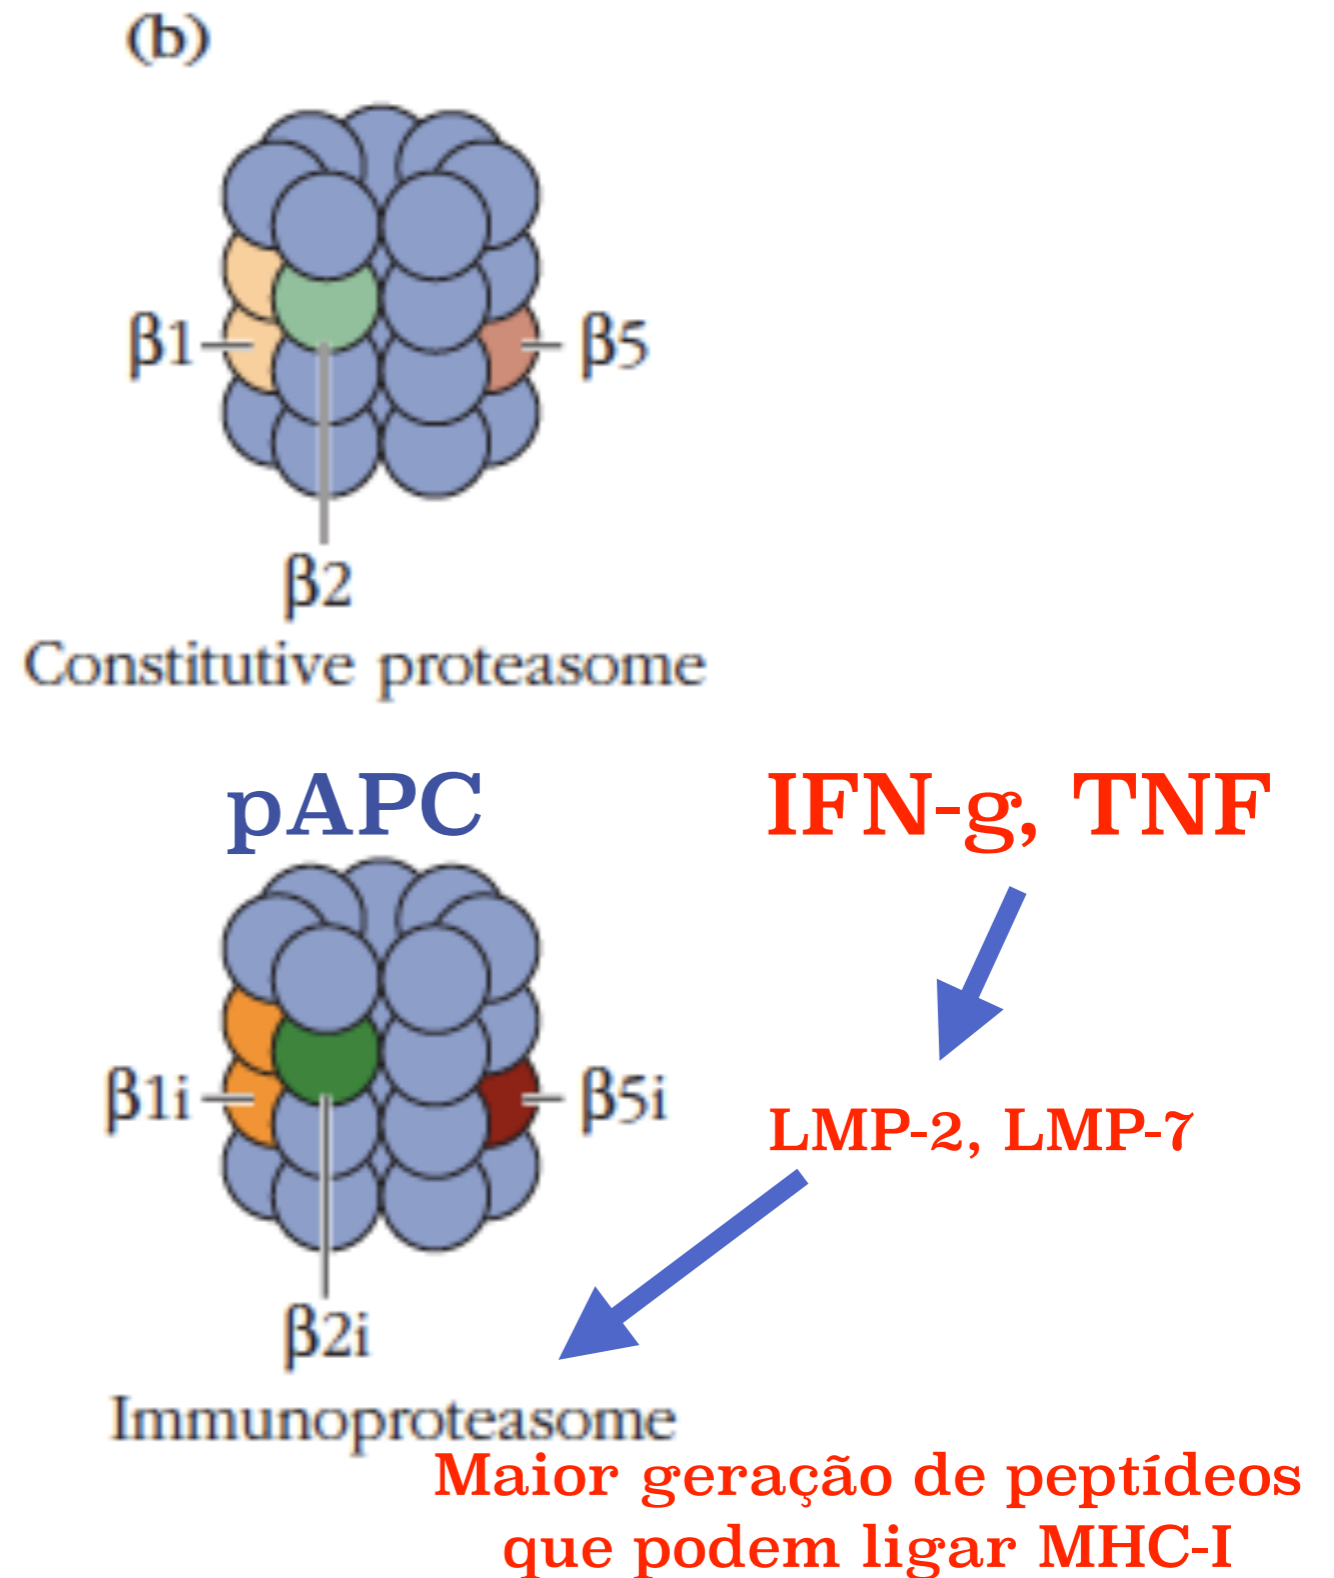 (b)
β1
β5
β2
Constitutive proteasome
pAPC
IFN-g, TNF
β1i
β5i
LMP-2, LMP-7
β2i
Immunoproteasome
Maior geração de peptídeos
que podem ligar MHC-I